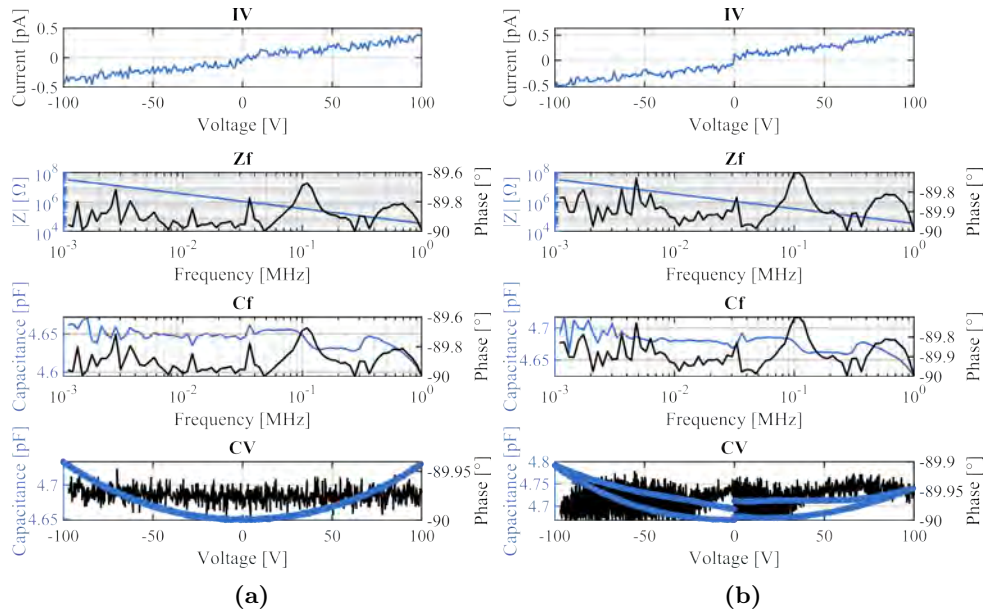 IV
Current [pA]
0.5
0
-0.5
-100 -50 0 50 100
Voltage [V]
Zf
|Z| [Ω]
10^8
10^6
10^4
-89.6
-89.8
-90
Phase [°]
10^-3 10^-2 10^-1 10^0
Frequency [MHz]
Cf
Capacitance [pF]
4.65
4.6
-89.6
-89.8
-90
Phase [°]
10^-3 10^-2 10^-1 10^0
Frequency [MHz]
CV
Capacitance [pF]
4.7
4.65
-89.95
-90
Phase [°]
-100 -50 0 50 100
Voltage [V]
(a)
IV
Current [pA]
0.5
0
-0.5
-100 -50 0 50 100
Voltage [V]
Zf
|Z| [Ω]
10^8
10^6
10^4
-89.8
-89.9
-90
Phase [°]
10^-3 10^-2 10^-1 10^0
Frequency [MHz]
Cf
Capacitance [pF]
4.7
4.65
-89.8
-89.9
-90
Phase [°]
10^-3 10^-2 10^-1 10^0
Frequency [MHz]
CV
Capacitance [pF]
4.8
4.75
4.7
-89.9
-89.95
-90
Phase [°]
-100 -50 0 50 100
Voltage [V]
(b)